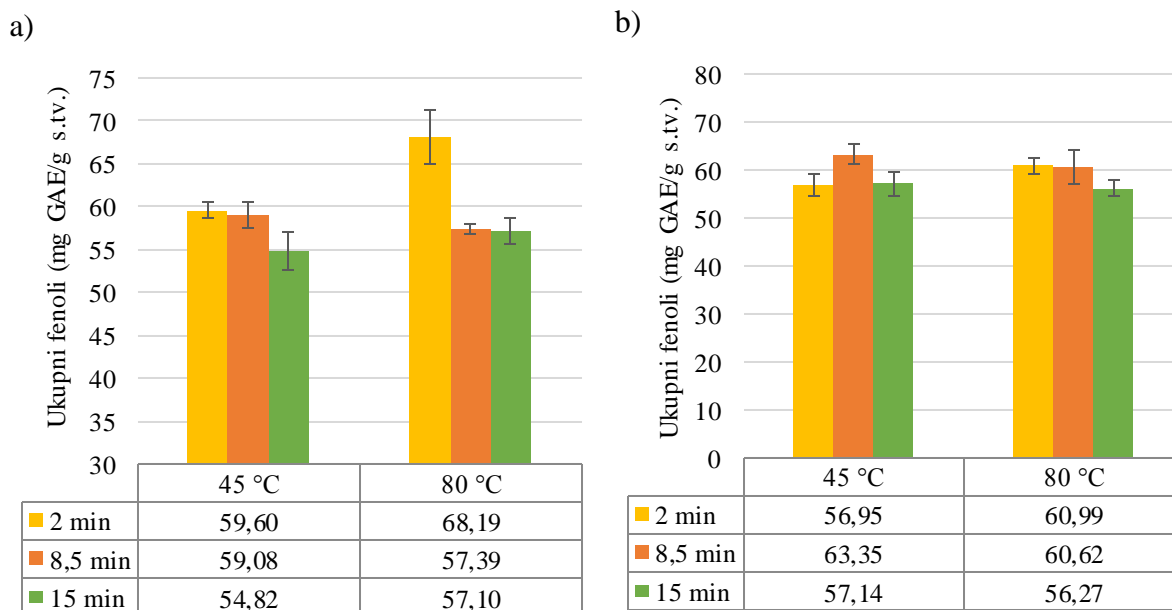 a)
Ukupni fenoli (mg GAE/g s.tv.)
75
70
65
60
55
50
45
40
35
30
45 °C 80 °C
2 min 59,60 68,19
8,5 min 59,08 57,39
15 min 54,82 57,10
b)
Ukupni fenoli (mg GAE/g s.tv.)
80
70
60
50
40
30
20
10
0
45 °C 80 °C
2 min 56,95 60,99
8,5 min 63,35 60,62
15 min 57,14 56,27